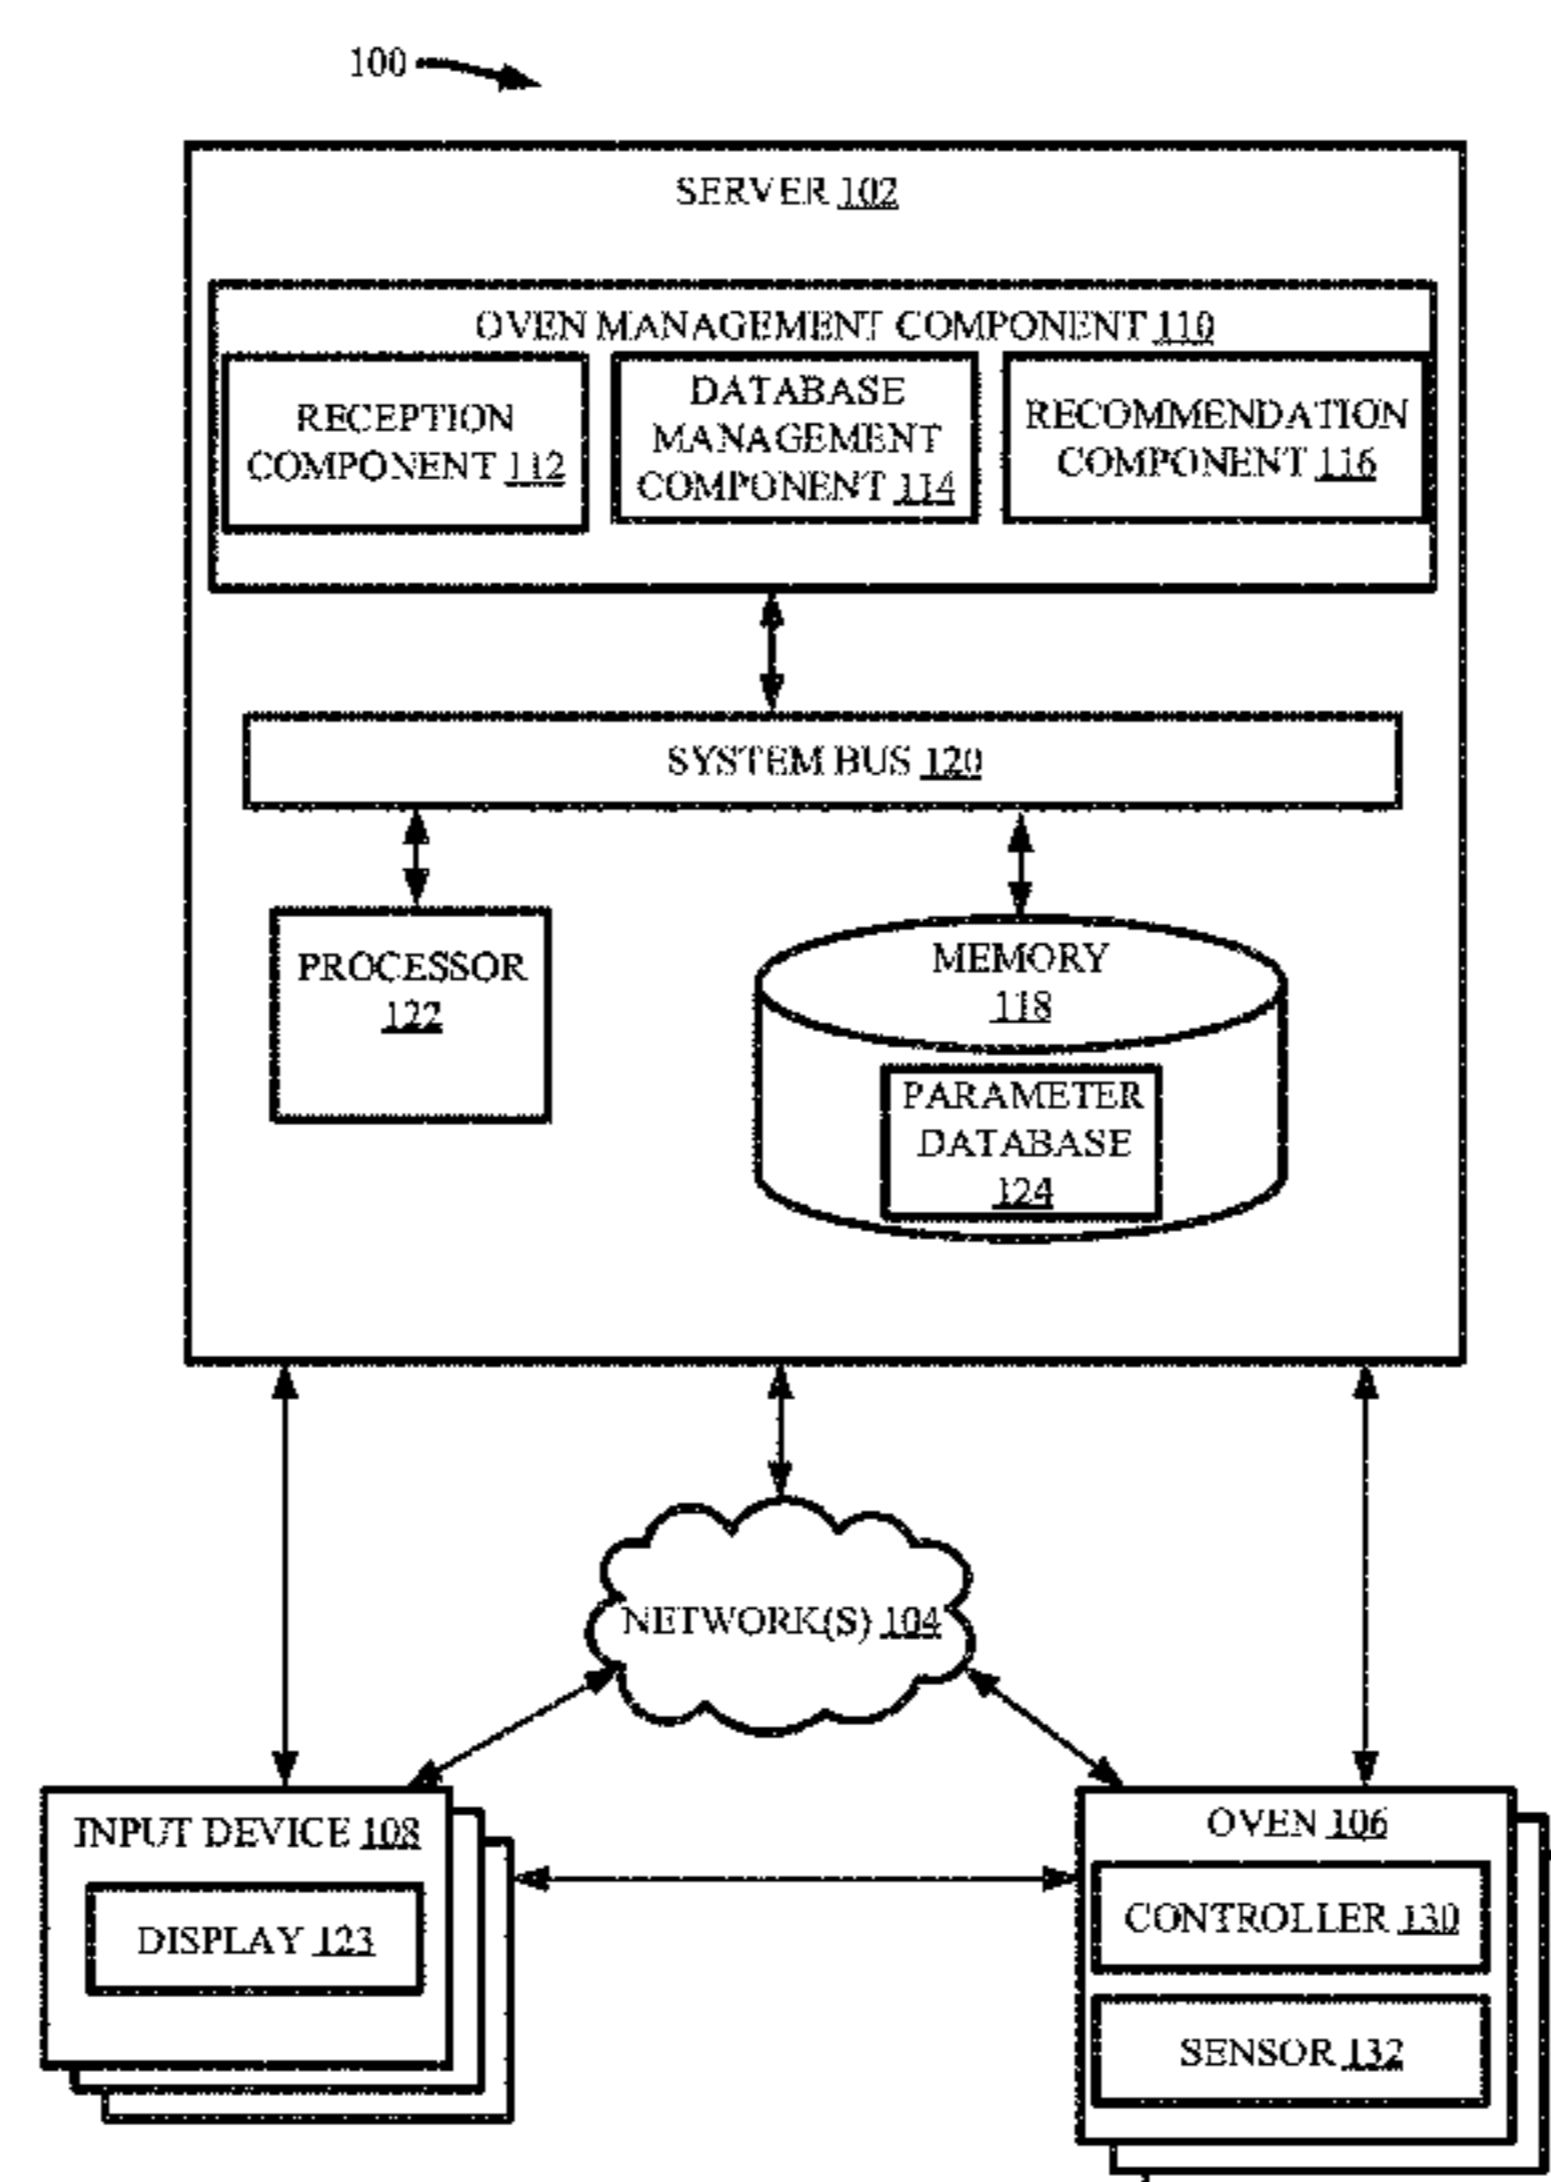 100
SERVER 102
OVEN MANAGEMENT COMPONENT 110
RECEPTION
COMPONENT 112
DATABASE
MANAGEMENT
COMPONENT 114
RECOMMENDATION
COMPONENT 116
SYSTEM BUS 120
PROCESSOR
122
MEMORY
118
PARAMETER
DATABASE
124
NETWORK(S) 104
INPUT DEVICE 108
DISPLAY 123
OVEN 106
CONTROLLER 130
SENSOR 132